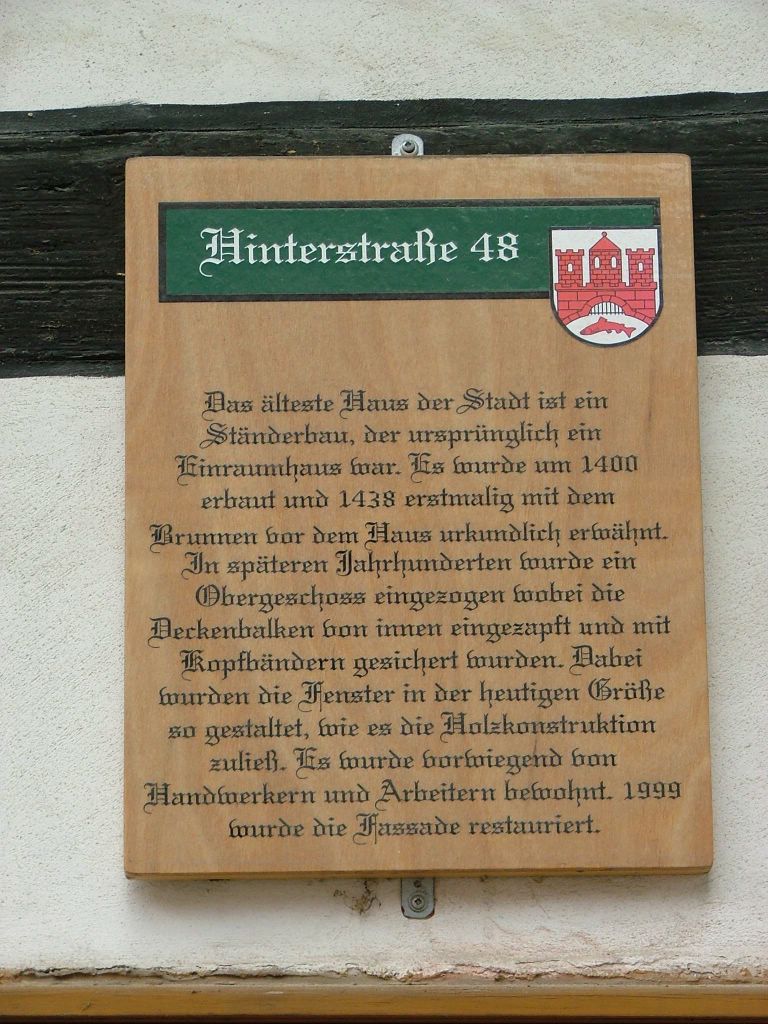 Hinterstraße 48
Das älteste Haus der Stadt ist ein
Ständerbau, der ursprünglich ein
Einraumhaus war. Es wurde um 1400
erbaut und 1438 erstmalig mit dem
Brunnen vor dem Haus urkundlich erwähnt.
In späteren Jahrhunderten wurde ein
Obergeschoss eingezogen wobei die
Deckenbalken von innen eingezapft und mit
Kopfbändern gesichert wurden. Dabei
wurden die Fenster in der heutigen Größe
so gestaltet, wie es die Holzkonstruktion
zuließ. Es wurde vorwiegend von
Handwerkern und Arbeitern bewohnt. 1999
wurde die Fassade restauriert.